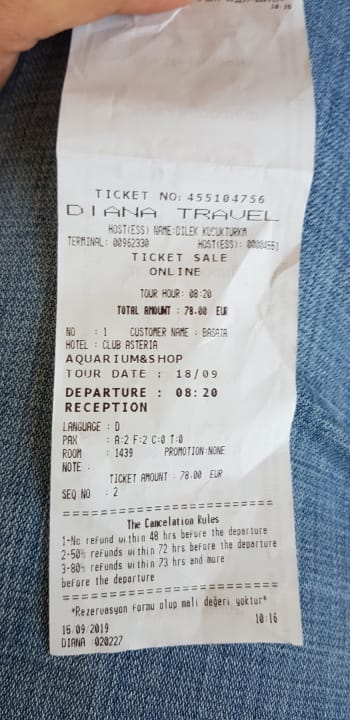 10:16
TICKET NO: 455104756
DIANA TRAVEL
HOST(ESS) NAME:DILEK KUCUKTURKM
TERMINAL: 00962330 HOST(ESS): 00004551
TICKET SALE
ONLINE
TOUR HOUR: 08:20
TOTAL AMOUNT : 78.00 EUR
NO : 1 CUSTOMER NAME : BASATA
HOTEL : CLUB ASTERIA
AQUARIUM&SHOP
TOUR DATE : 18/09
DEPARTURE : 08:20
RECEPTION
LANGUAGE : D
PAX : A:2 F:2 C:0 T:0
ROOM : 1439 PROMOTION:NONE
NOTE :
TICKET AMOUNT : 78.00 EUR
SEQ NO : 2
The Cancelation Rules
1-No refund within 48 hrs before the departure
2-50% refunds within 72 hrs before the departure
3-80% refunds within 73 hrs and more
before the departure
*Rezervasyon formu olup mali değeri yoktur*
15/09/2019 10:16
DIANA :020227